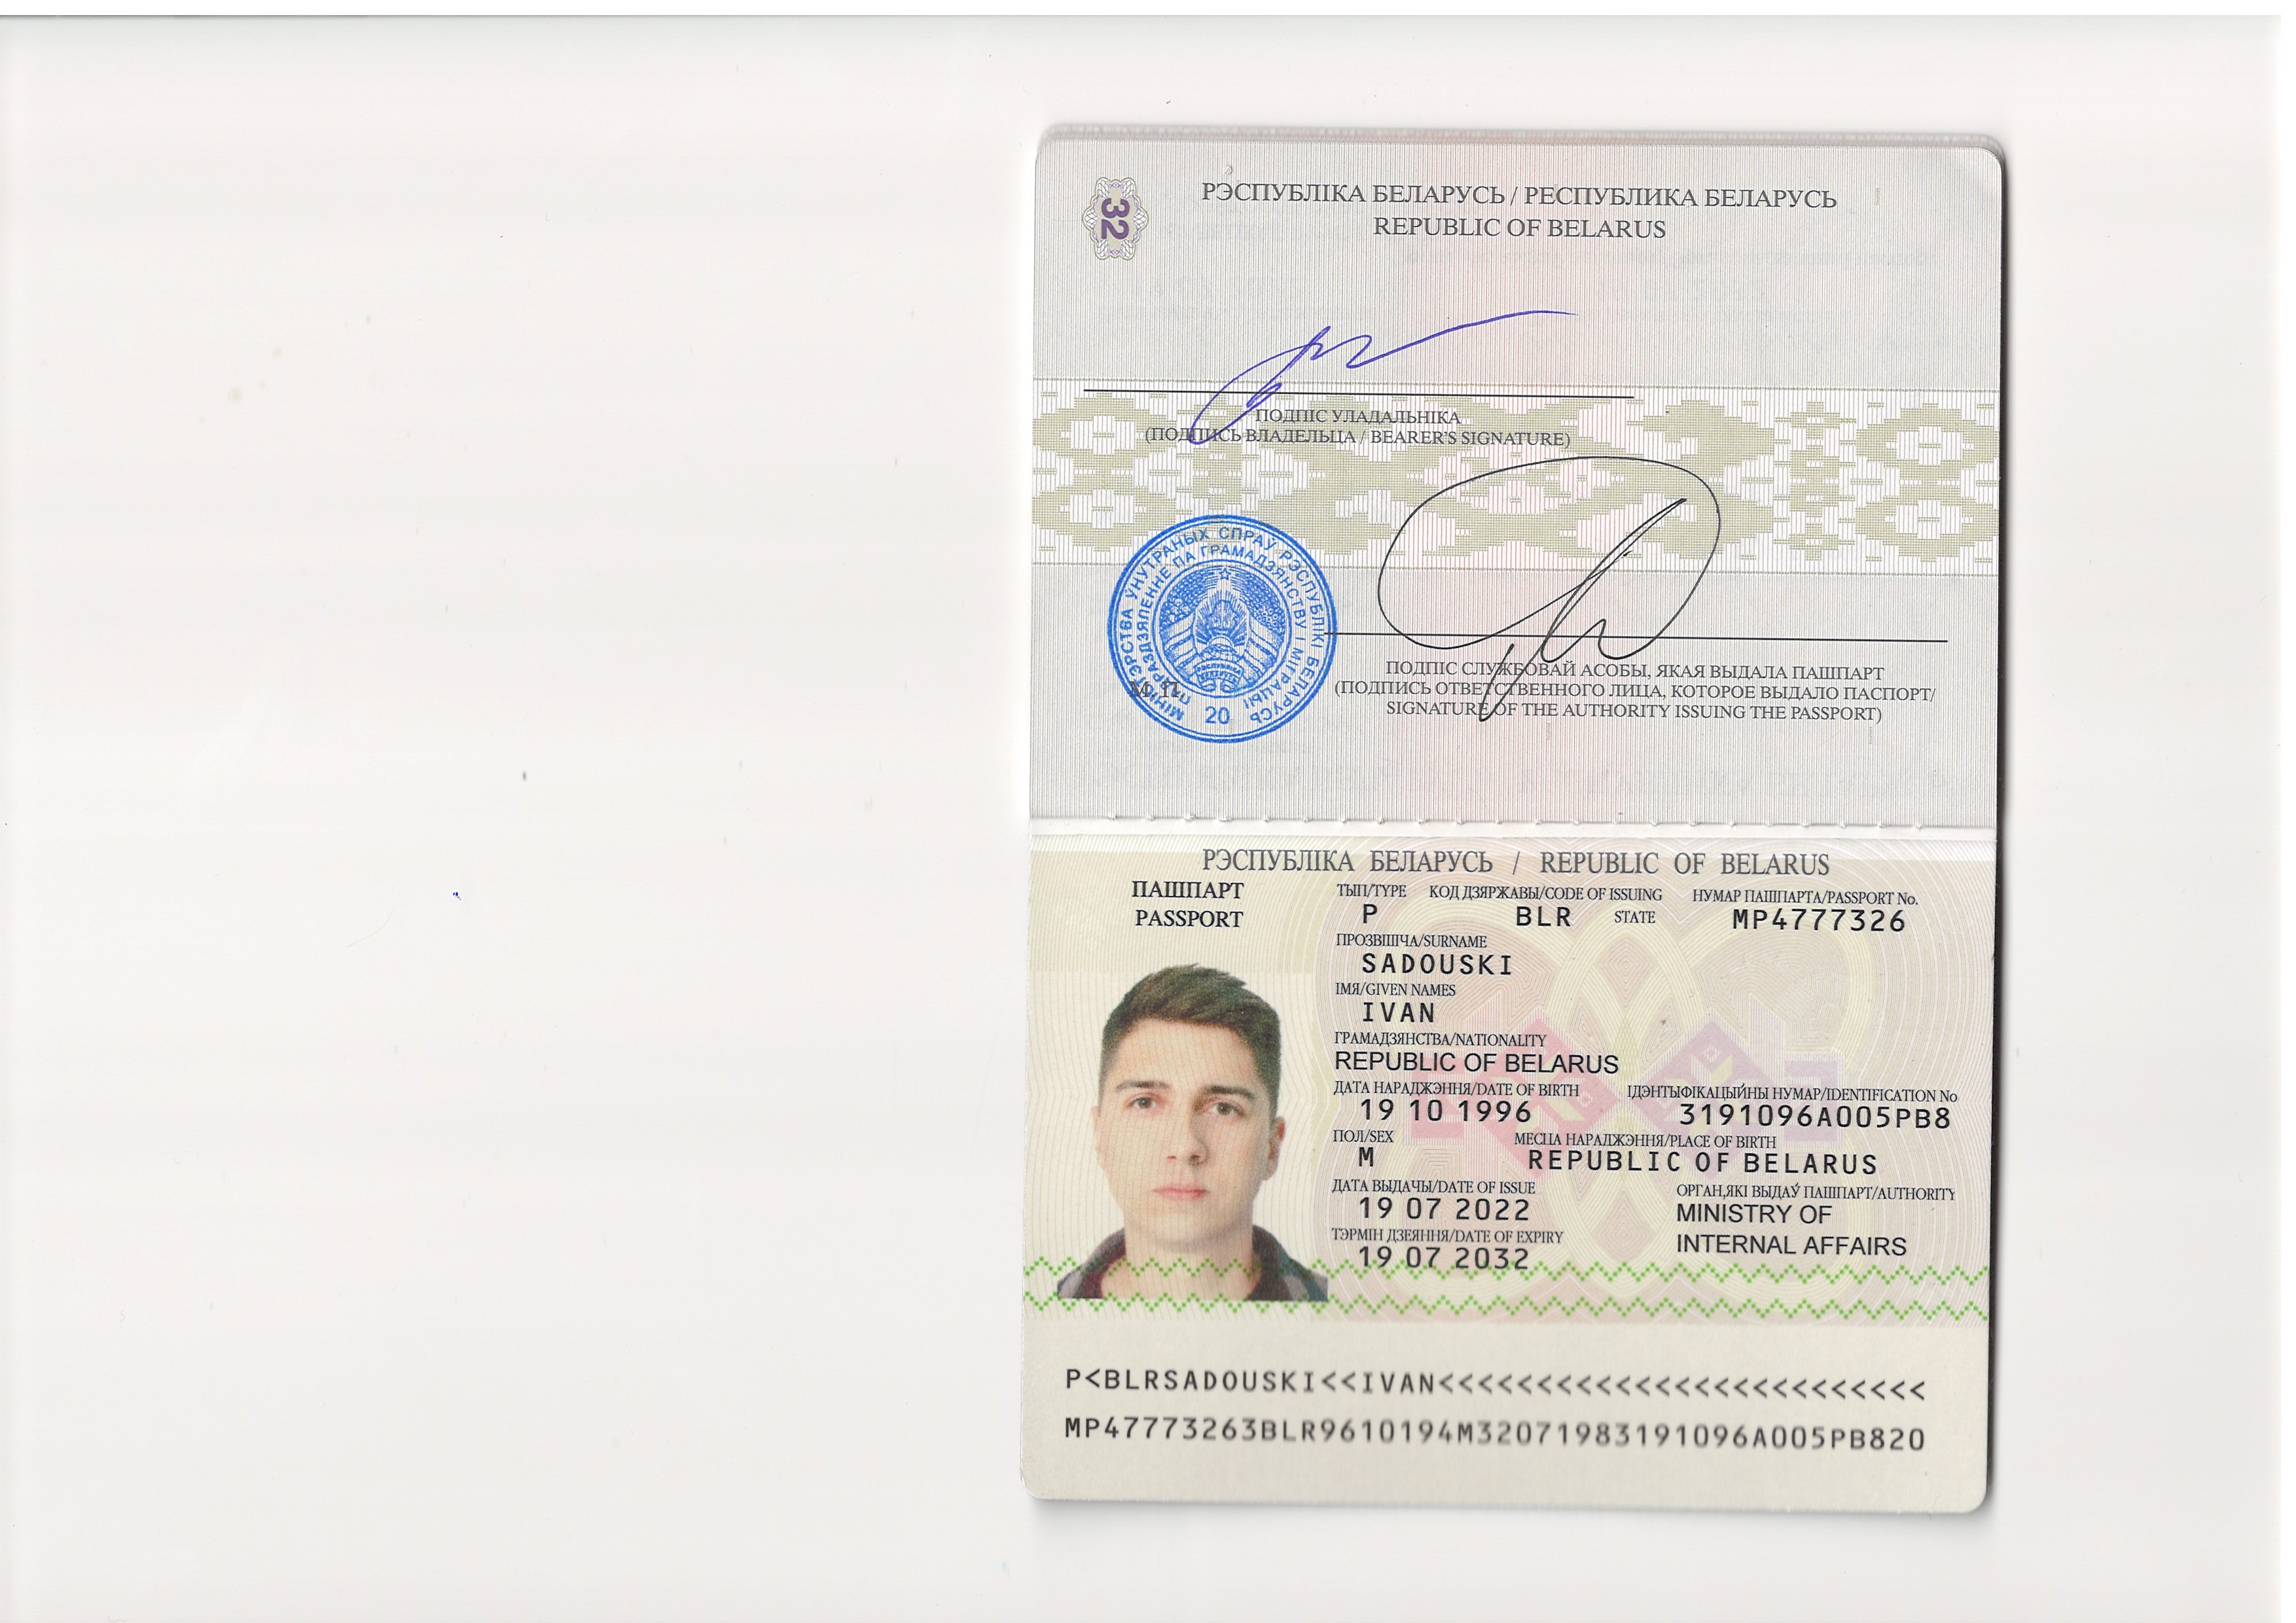 32
РЭСПУБЛІКА БЕЛАРУСЬ / РЕСПУБЛИКА БЕЛАРУСЬ
REPUBLIC OF BELARUS
ПОДПІС УЛАДАЛЬНІКА
(ПОДПИСЬ ВЛАДЕЛЬЦА / BEARER'S SIGNATURE)
МІНІСТЭРСТВА УНУТРАНЫХ СПРАЎ РЭСПУБЛІКІ БЕЛАРУСЬ
ПАДРАЗДЗЯЛЕННЕ ПА ГРАМАДЗЯНСТВУ І МІГРАЦЫІ
20
М. П.
ПОДПІС СЛУЖБОВАЙ АСОБЫ, ЯКАЯ ВЫДАЛА ПАШПАРТ
(ПОДПИСЬ ОТВЕТСТВЕННОГО ЛИЦА, КОТОРОЕ ВЫДАЛО ПАСПОРТ/
SIGNATURE OF THE AUTHORITY ISSUING THE PASSPORT)
РЭСПУБЛІКА БЕЛАРУСЬ / REPUBLIC OF BELARUS
ПАШПАРТ
PASSPORT
ТЫП/TYPE КОД ДЗЯРЖАВЫ/CODE OF ISSUING STATE НУМАР ПАШПАРТА/PASSPORT No.
P BLR MP4777326
ПРОЗВІШЧА/SURNAME
SADOUSKI
ІМЯ/GIVEN NAMES
IVAN
ГРАМАДЗЯНСТВА/NATIONALITY
REPUBLIC OF BELARUS
ДАТА НАРАДЖЭННЯ/DATE OF BIRTH ІДЭНТЫФІКАЦЫЙНЫ НУМАР/IDENTIFICATION No
19 10 1996 3191096A005PB8
ПОЛ/SEX МЕСЦА НАРАДЖЭННЯ/PLACE OF BIRTH
M REPUBLIC OF BELARUS
ДАТА ВЫДАЧЫ/DATE OF ISSUE ОРГАН,ЯКІ ВЫДАЎ ПАШПАРТ/AUTHORITY
19 07 2022 MINISTRY OF
ТЭРМІН ДЗЕЯННЯ/DATE OF EXPIRY INTERNAL AFFAIRS
19 07 2032
P<BLRSADOUSKI<<IVAN<<<<<<<<<<<<<<<<<<<<<<<<<
MP47773263BLR9610194M32071983191096A005PB820